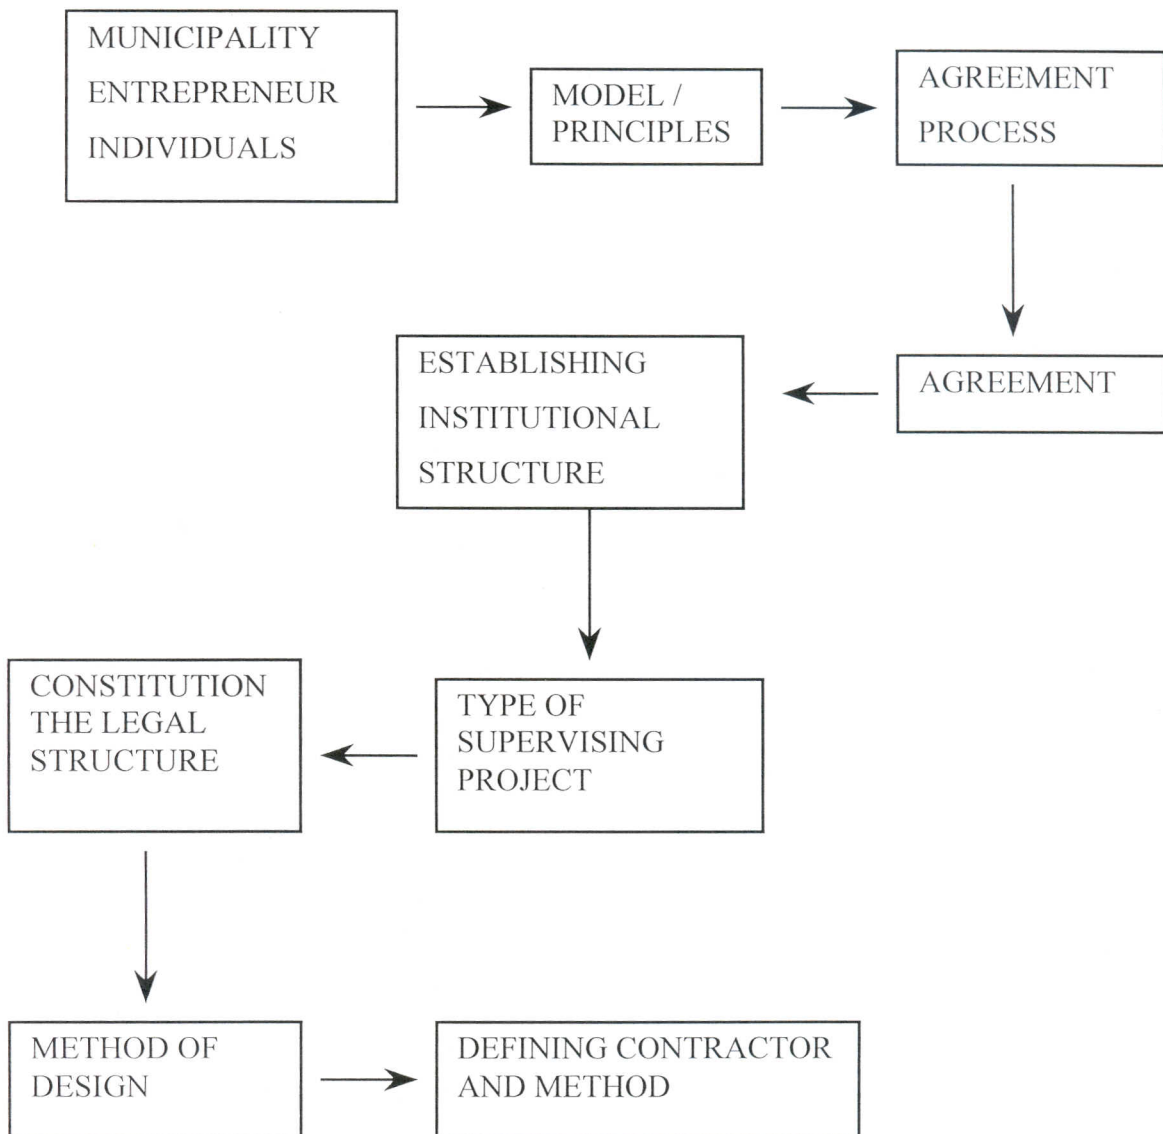 MUNICIPALITY
ENTREPRENEUR
INDIVIDUALS
MODEL /
PRINCIPLES
AGREEMENT
PROCESS
AGREEMENT
ESTABLISHING
INSTITUTIONAL
STRUCTURE
TYPE OF
SUPERVISING
PROJECT
CONSTITUTION
THE LEGAL
STRUCTURE
METHOD OF
DESIGN
DEFINING CONTRACTOR
AND METHOD